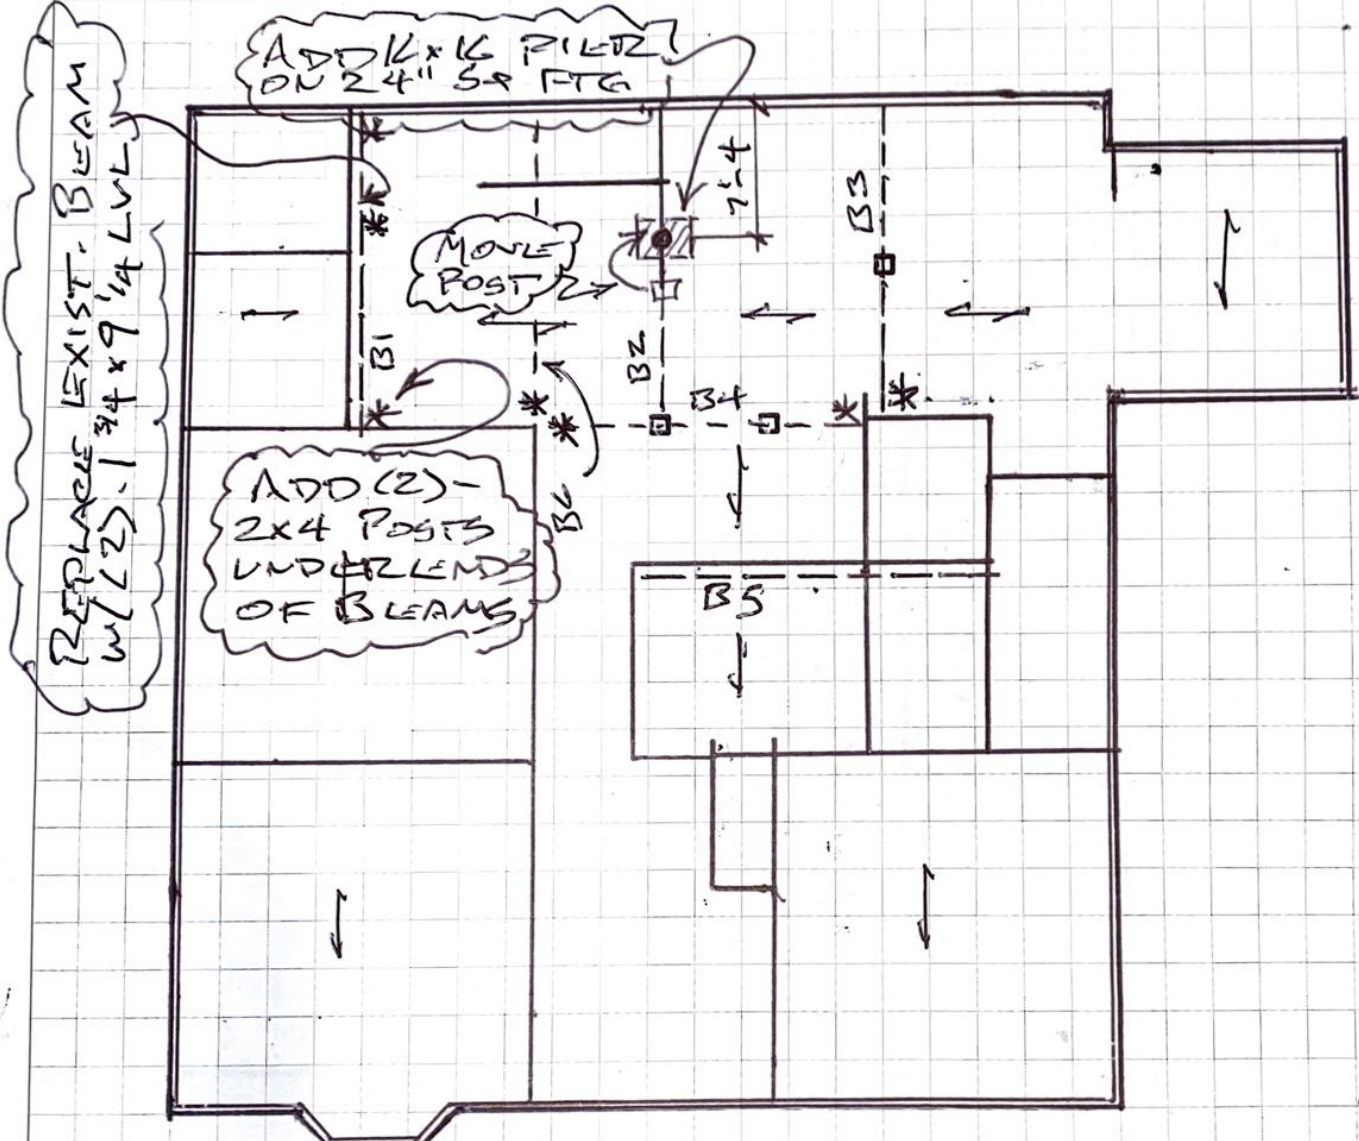 ADD 16x16 PIER
ON 24" SQ FTG
REPLACE EXIST. BEAM
W/(2)-1 3/4 x 9 1/4 LVL
7'-4
B3
MOVE
POST
B1
B2
B4
ADD (2)-
2x4 POSTS
UNDER ENDS
OF BEAMS
B6
B5